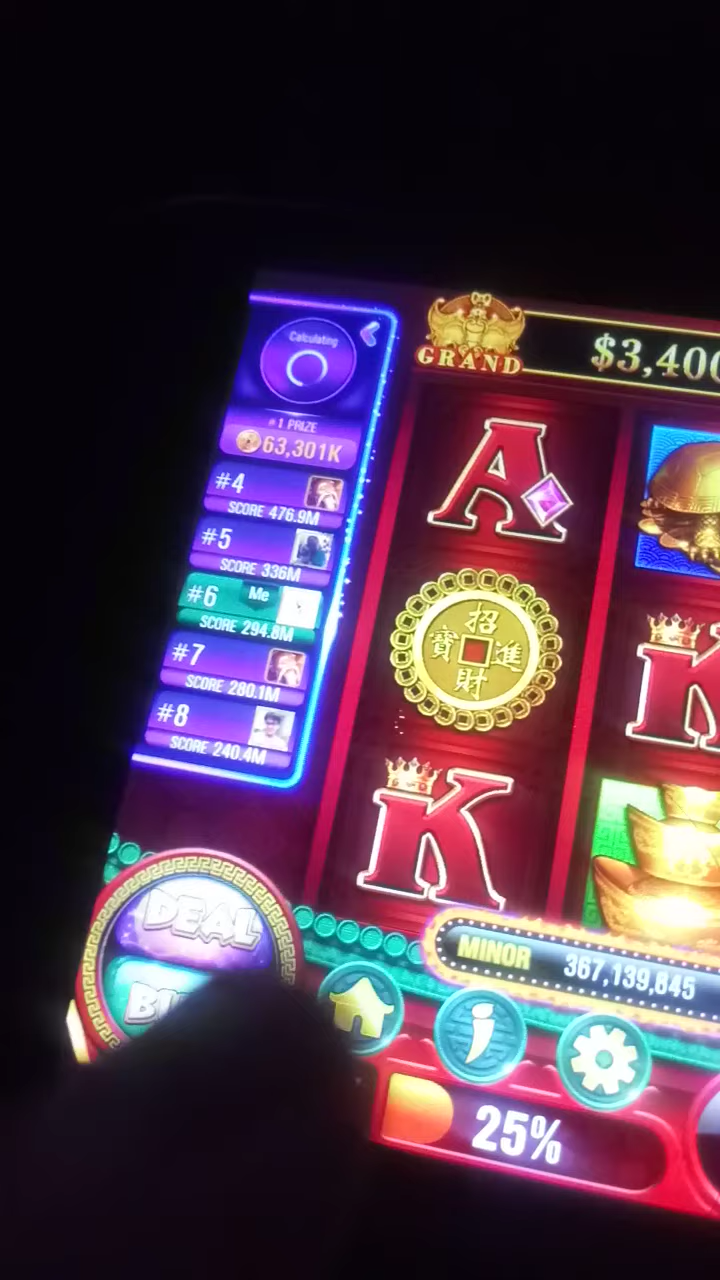 Calculating
#1 PRIZE
63,301K
#4
SCORE 476.9M
#5
SCORE 336M
#6 Me
SCORE 294.8M
#7
SCORE 280.1M
#8
SCORE 240.4M
GRAND
$3,400
A
招
寶 進
財
K
K
DEAL
MINOR 367,139,845
i
25%